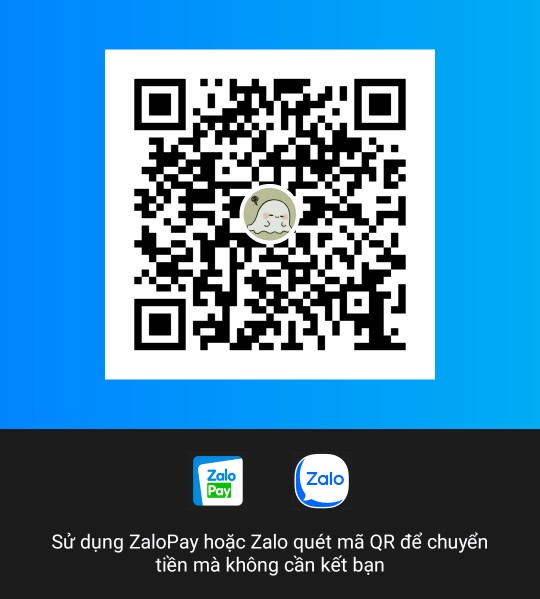 Zalo
Pay
Zalo
Sử dụng ZaloPay hoặc Zalo quét mã QR để chuyển
tiền mà không cần kết bạn